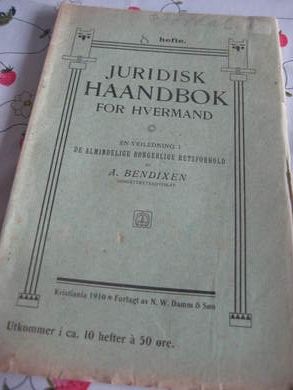 8 hefte.
JURIDISK
HAANDBOK
FOR HVERMAND
EN VEILEDNING I
DE ALMINDELIGE BORGERLIGE RETSFORHOLD
AV
A. BENDIXEN
Kristiania 1910 Forlagt av N. W. Damm & Søn
Utkommer i ca. 10 hefter à 50 øre.